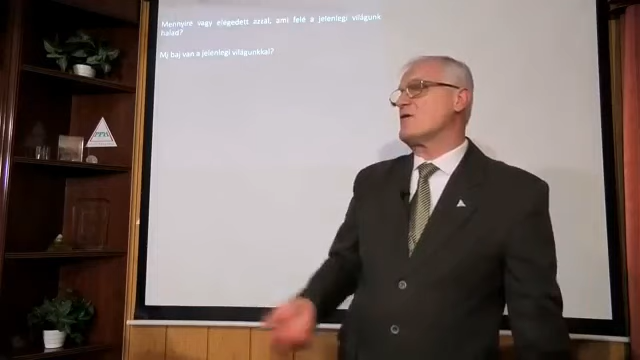 Mennyire vagy elégedett azzal, ami felé a jelenlegi világunk
halad?
Mi baj van a jelenlegi világunkkal?